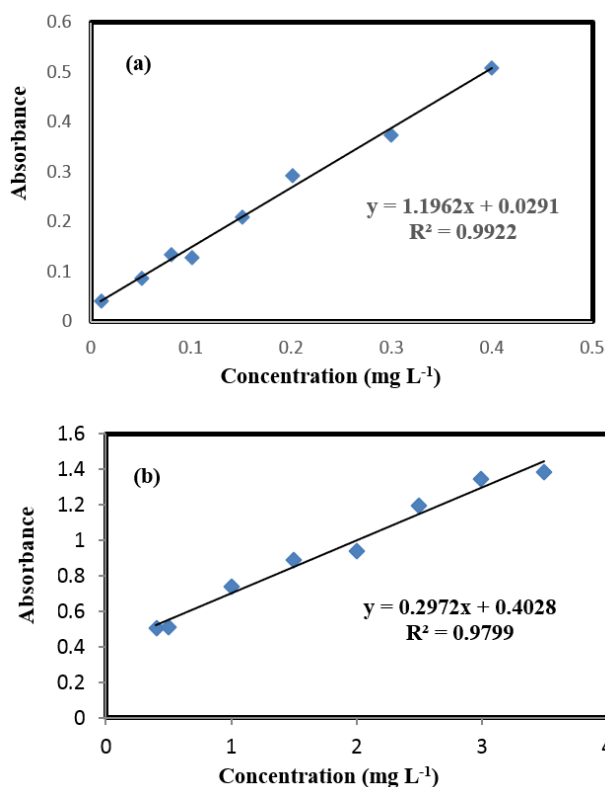 0.6
(a)
0.5
0.4
Absorbance
0.3
y = 1.1962x + 0.0291
0.2
R² = 0.9922
0.1
0
0 0.1 0.2 0.3 0.4 0.5
Concentration (mg L⁻¹)
1.6
(b)
1.4
1.2
1
Absorbance
0.8
y = 0.2972x + 0.4028
0.6
R² = 0.9799
0.4
0.2
0
0 1 2 3 4
Concentration (mg L⁻¹)